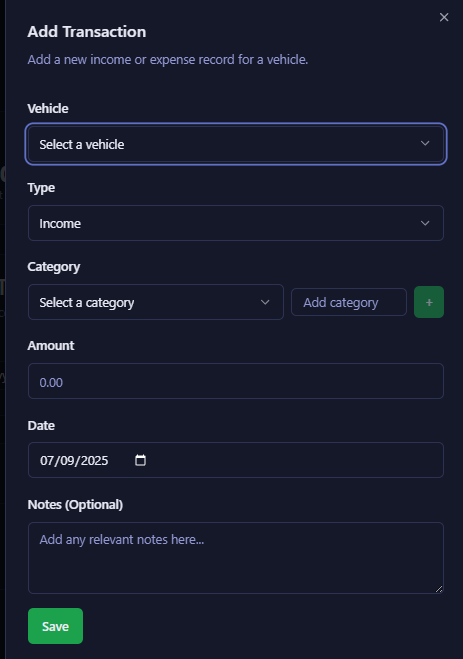 Add Transaction
Add a new income or expense record for a vehicle.
Vehicle
Select a vehicle
Type
Income
Category
Select a category Add category +
Amount
0.00
Date
07/09/2025
Notes (Optional)
Add any relevant notes here...
Save